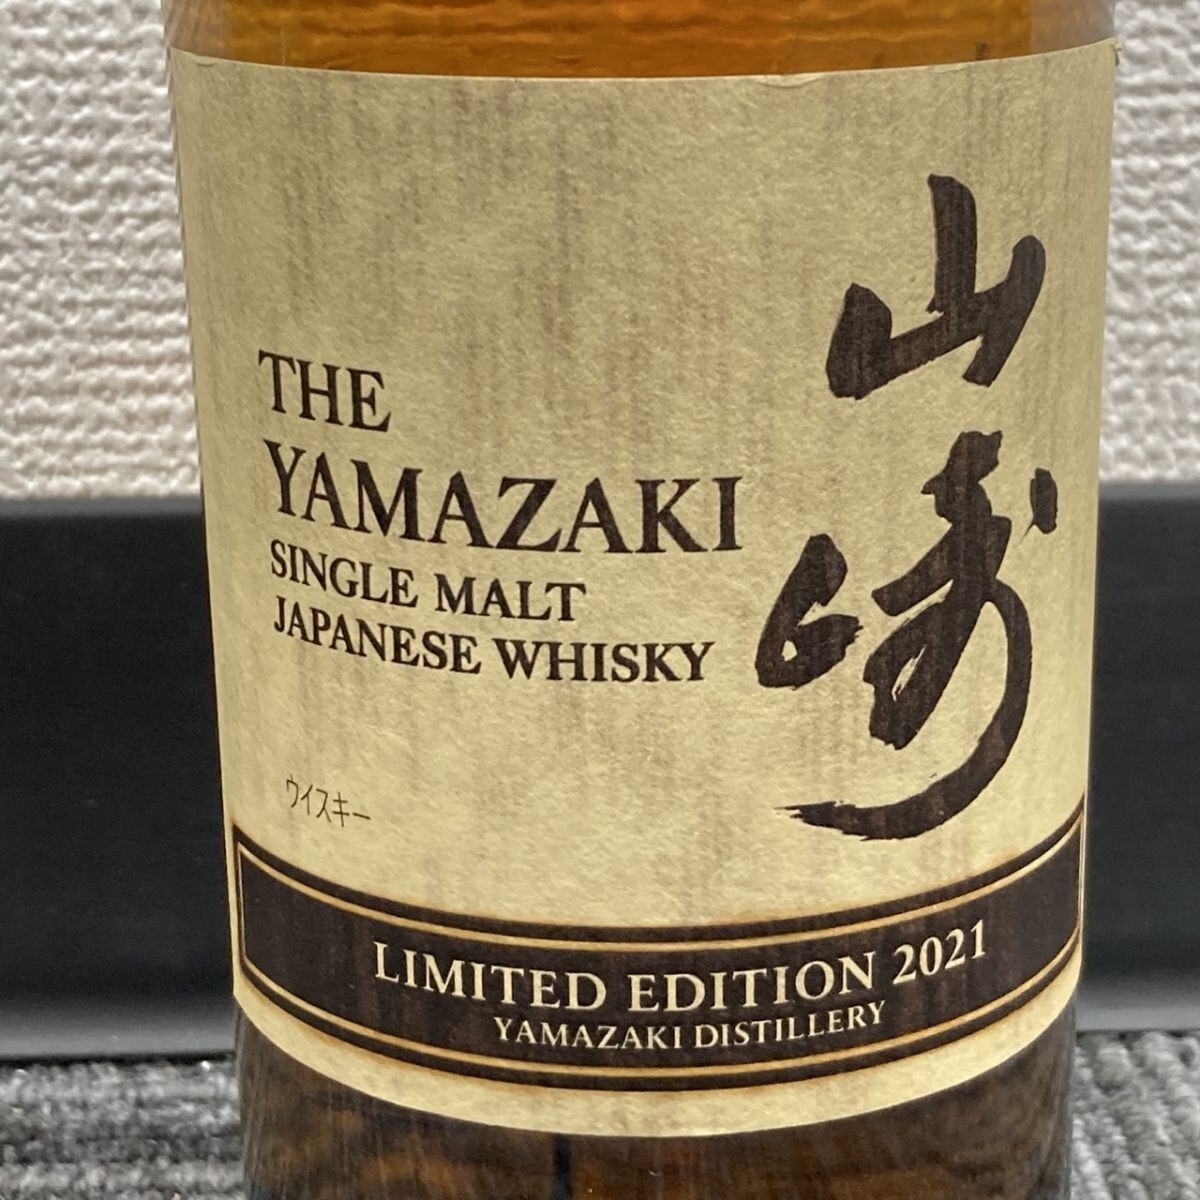 山崎
THE
YAMAZAKI
SINGLE MALT
JAPANESE WHISKY
ウイスキー
LIMITED EDITION 2021
YAMAZAKI DISTILLERY